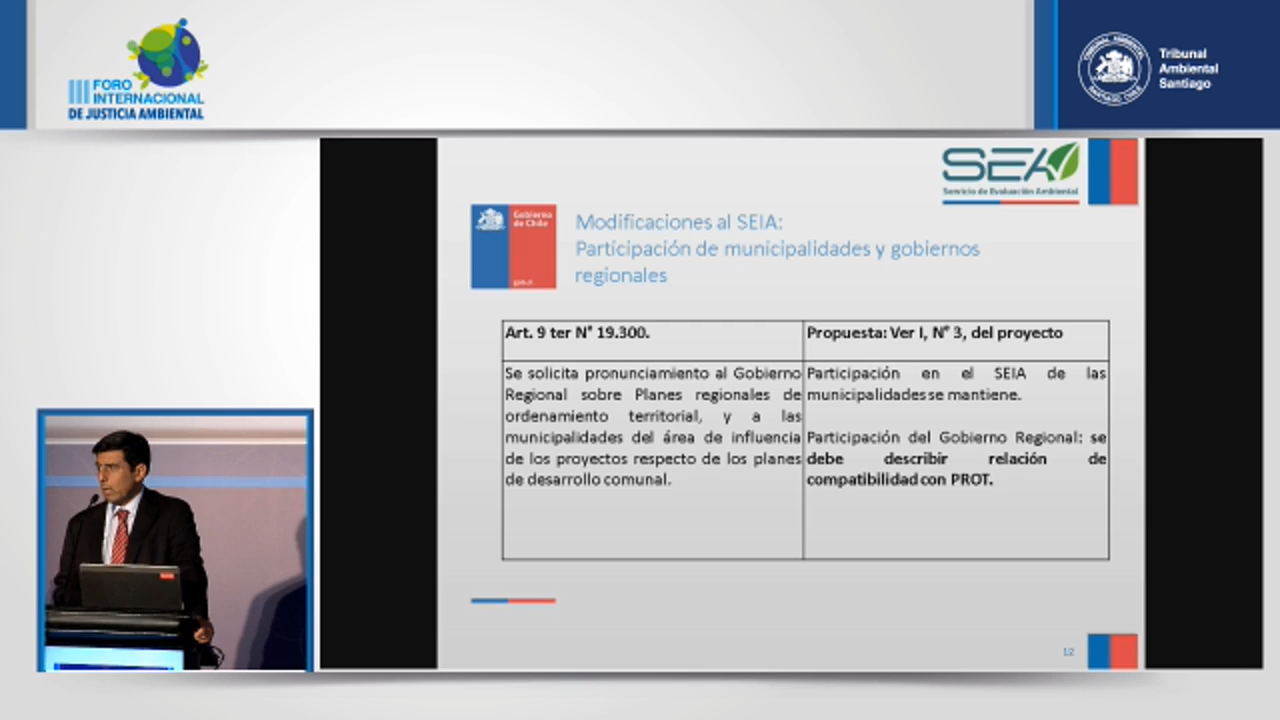 III FORO
INTERNACIONAL
DE JUSTICIA AMBIENTAL
Tribunal
Ambiental
Santiago
SEA
Servicio de Evaluación Ambiental
Gobierno
de Chile
Modificaciones al SEIA:
Participación de municipalidades y gobiernos
regionales
Art. 9 ter N° 19.300.
Se solicita pronunciamiento al Gobierno
Regional sobre Planes regionales de
ordenamiento territorial, y a las
municipalidades del área de influencia
de los proyectos respecto de los planes
de desarrollo comunal.
Propuesta: Ver I, N° 3, del proyecto
Participación en el SEIA de las
municipalidades se mantiene.
Participación del Gobierno Regional: se
debe describir relación de
compatibilidad con PROT.
12